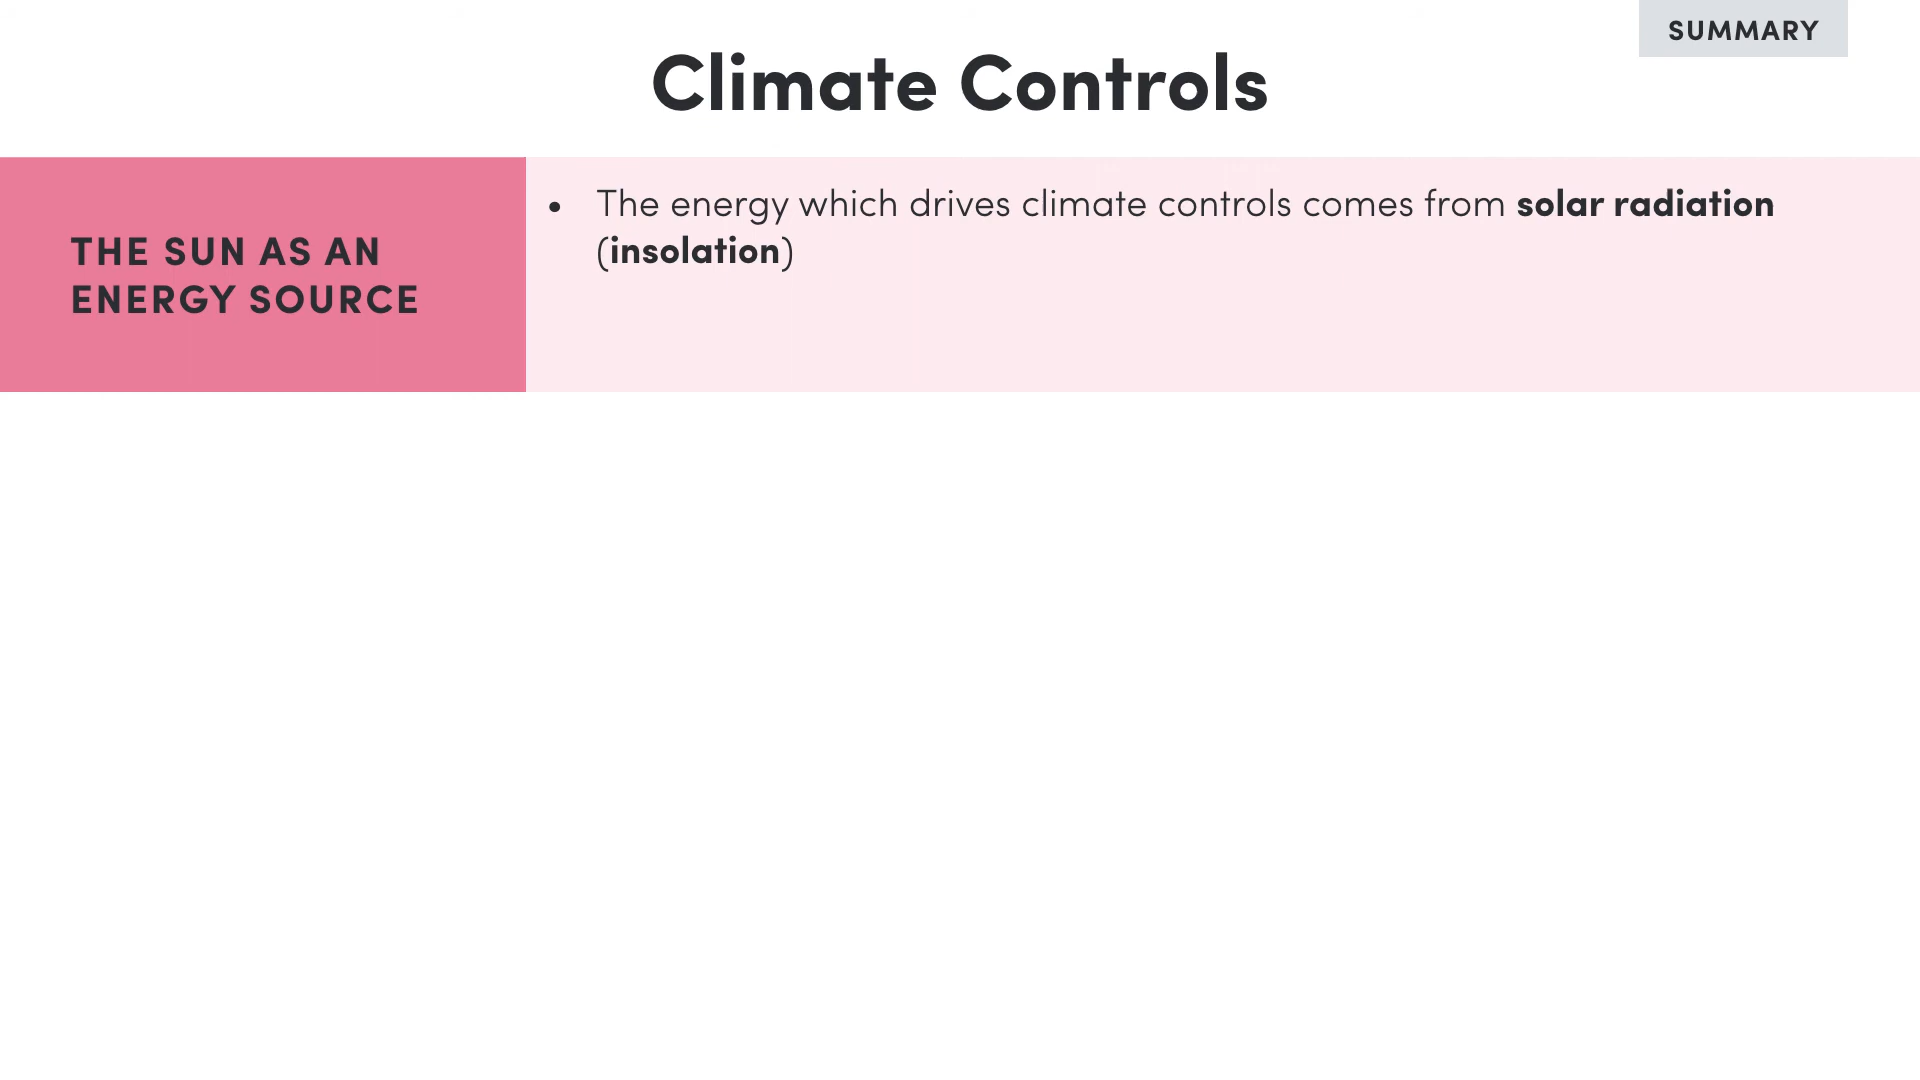 SUMMARY
Climate Controls
THE SUN AS AN
ENERGY SOURCE
• The energy which drives climate controls comes from solar radiation
(insolation)